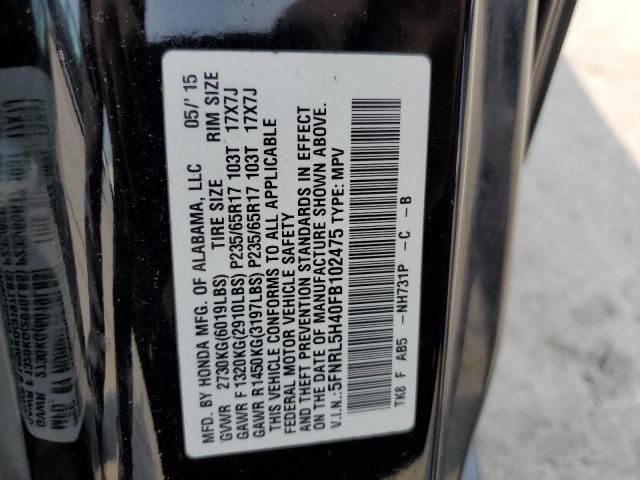 MFD. BY HONDA MFG. OF ALABAMA, LLC 05/' 15
GVWR 2730KG(6019LBS) TIRE SIZE RIM SIZE
GAWR F 1320KG(2910LBS) P235/65R17 103T 17X7J
GAWR R1450KG(3197LBS) P235/65R17 103T 17X7J
THIS VEHICLE CONFORMS TO ALL APPLICABLE
FEDERAL MOTOR VEHICLE SAFETY
AND THEFT PREVENTION STANDARDS IN EFFECT
ON THE DATE OF MANUFACTURE SHOWN ABOVE.
V.I.N.:5FNRL5H40FB102475 TYPE: MPV
TK8 F AB5 -NH731P -C -B